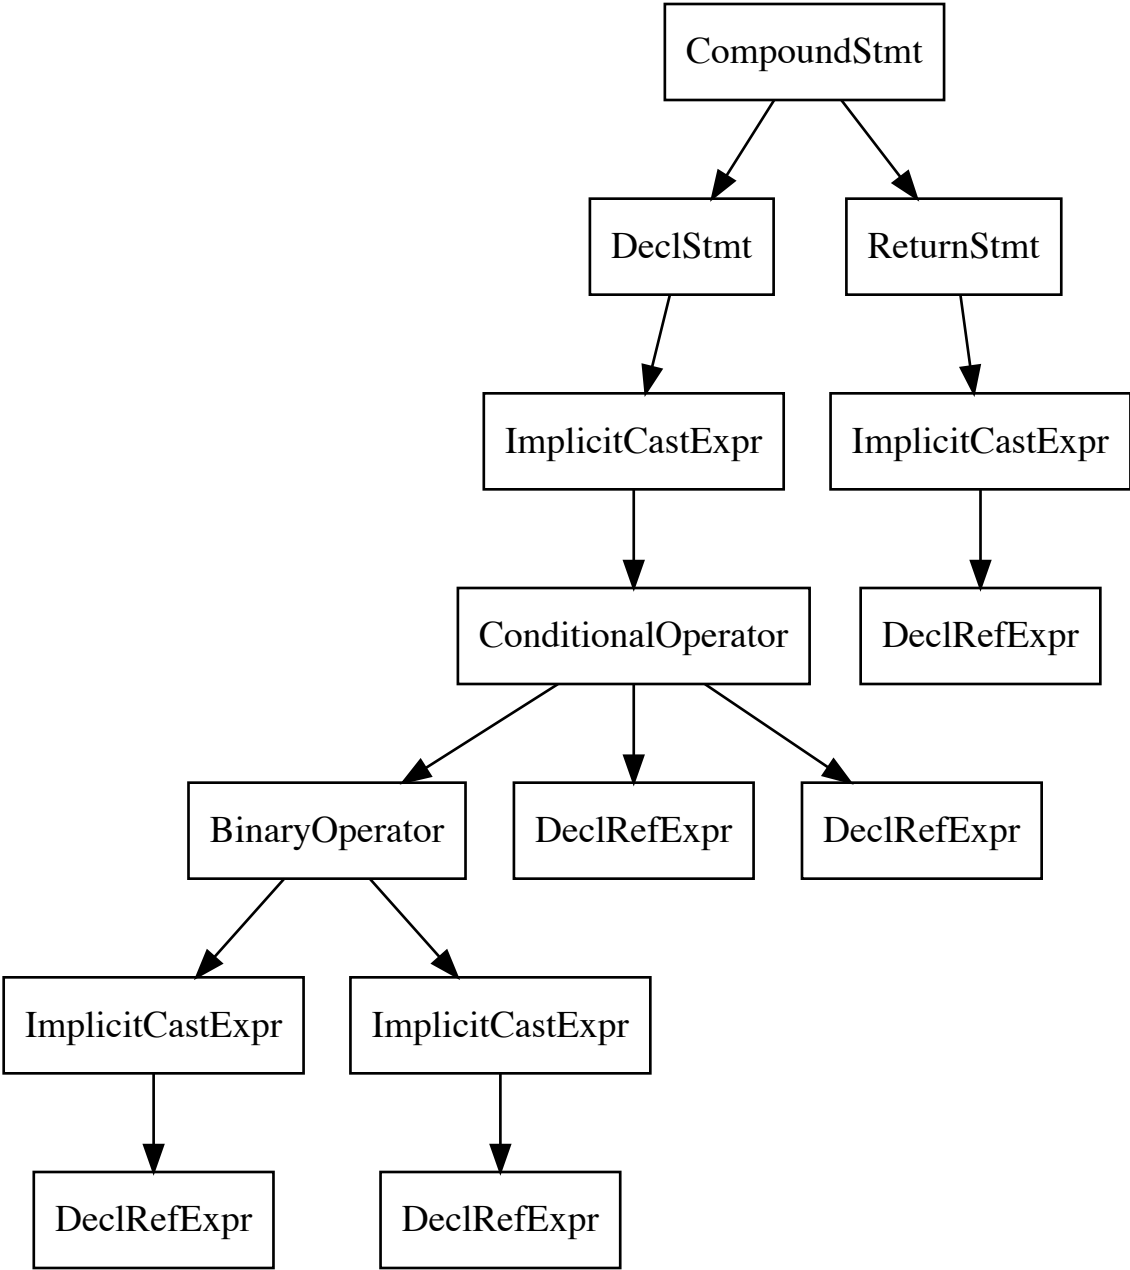 CompoundStmt
DeclStmt
ReturnStmt
ImplicitCastExpr
ImplicitCastExpr
ConditionalOperator
DeclRefExpr
BinaryOperator
DeclRefExpr
DeclRefExpr
ImplicitCastExpr
ImplicitCastExpr
DeclRefExpr
DeclRefExpr